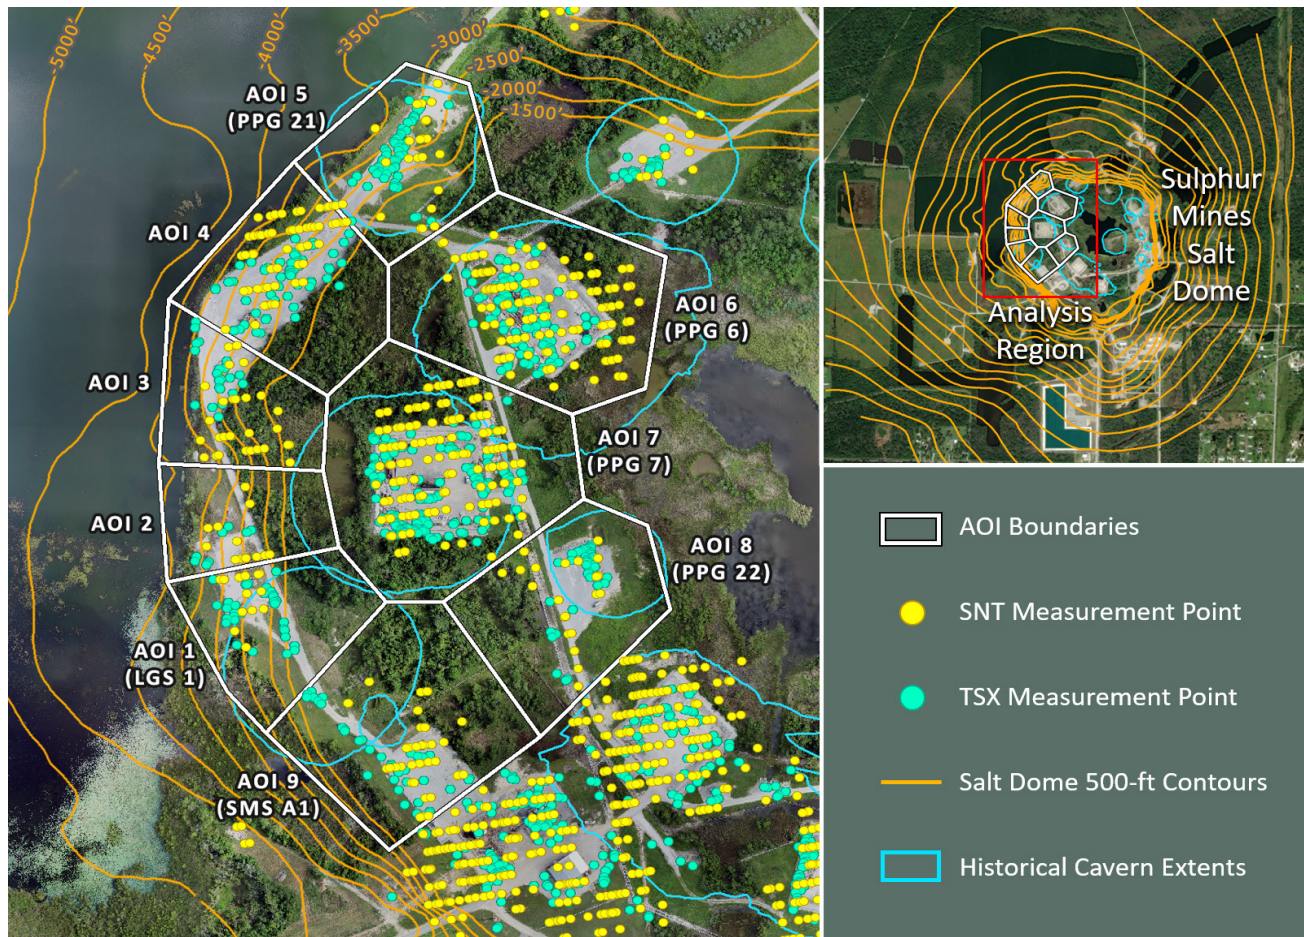 -5000'
-4500'
-4000'
-3500'
-3000'
-2500'
-2000'
-1500'
AOI 5
(PPG 21)
AOI 4
AOI 3
AOI 2
AOI 1
(LGS 1)
AOI 9
(SMS A1)
AOI 6
(PPG 6)
AOI 7
(PPG 7)
AOI 8
(PPG 22)
Sulphur
Mines
Salt
Dome
Analysis
Region
AOI Boundaries
SNT Measurement Point
TSX Measurement Point
Salt Dome 500-ft Contours
Historical Cavern Extents